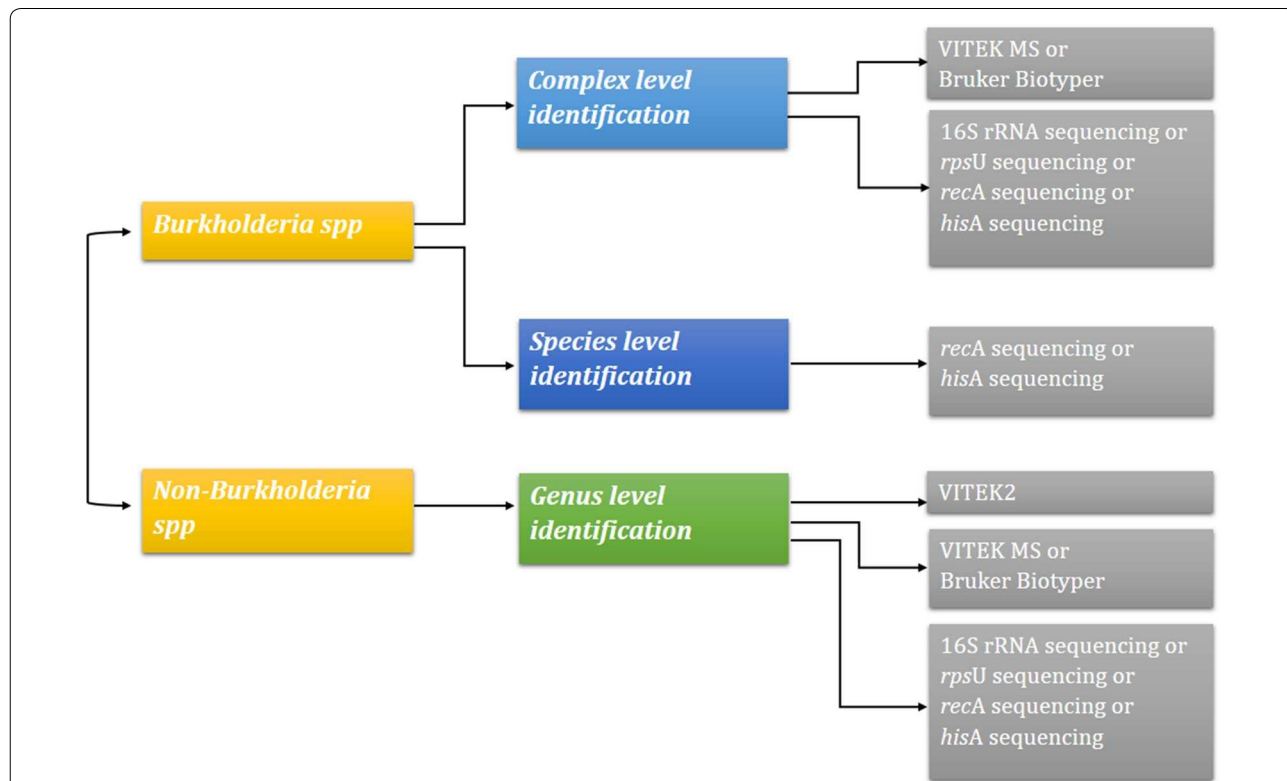 Burkholderia spp
Complex level
identification
VITEK MS or
Bruker Biotyper
16S rRNA sequencing or
rpsU sequencing or
recA sequencing or
hisA sequencing
Species level
identification
recA sequencing or
hisA sequencing
Non-Burkholderia
spp
Genus level
identification
VITEK2
VITEK MS or
Bruker Biotyper
16S rRNA sequencing or
rpsU sequencing or
recA sequencing or
hisA sequencing